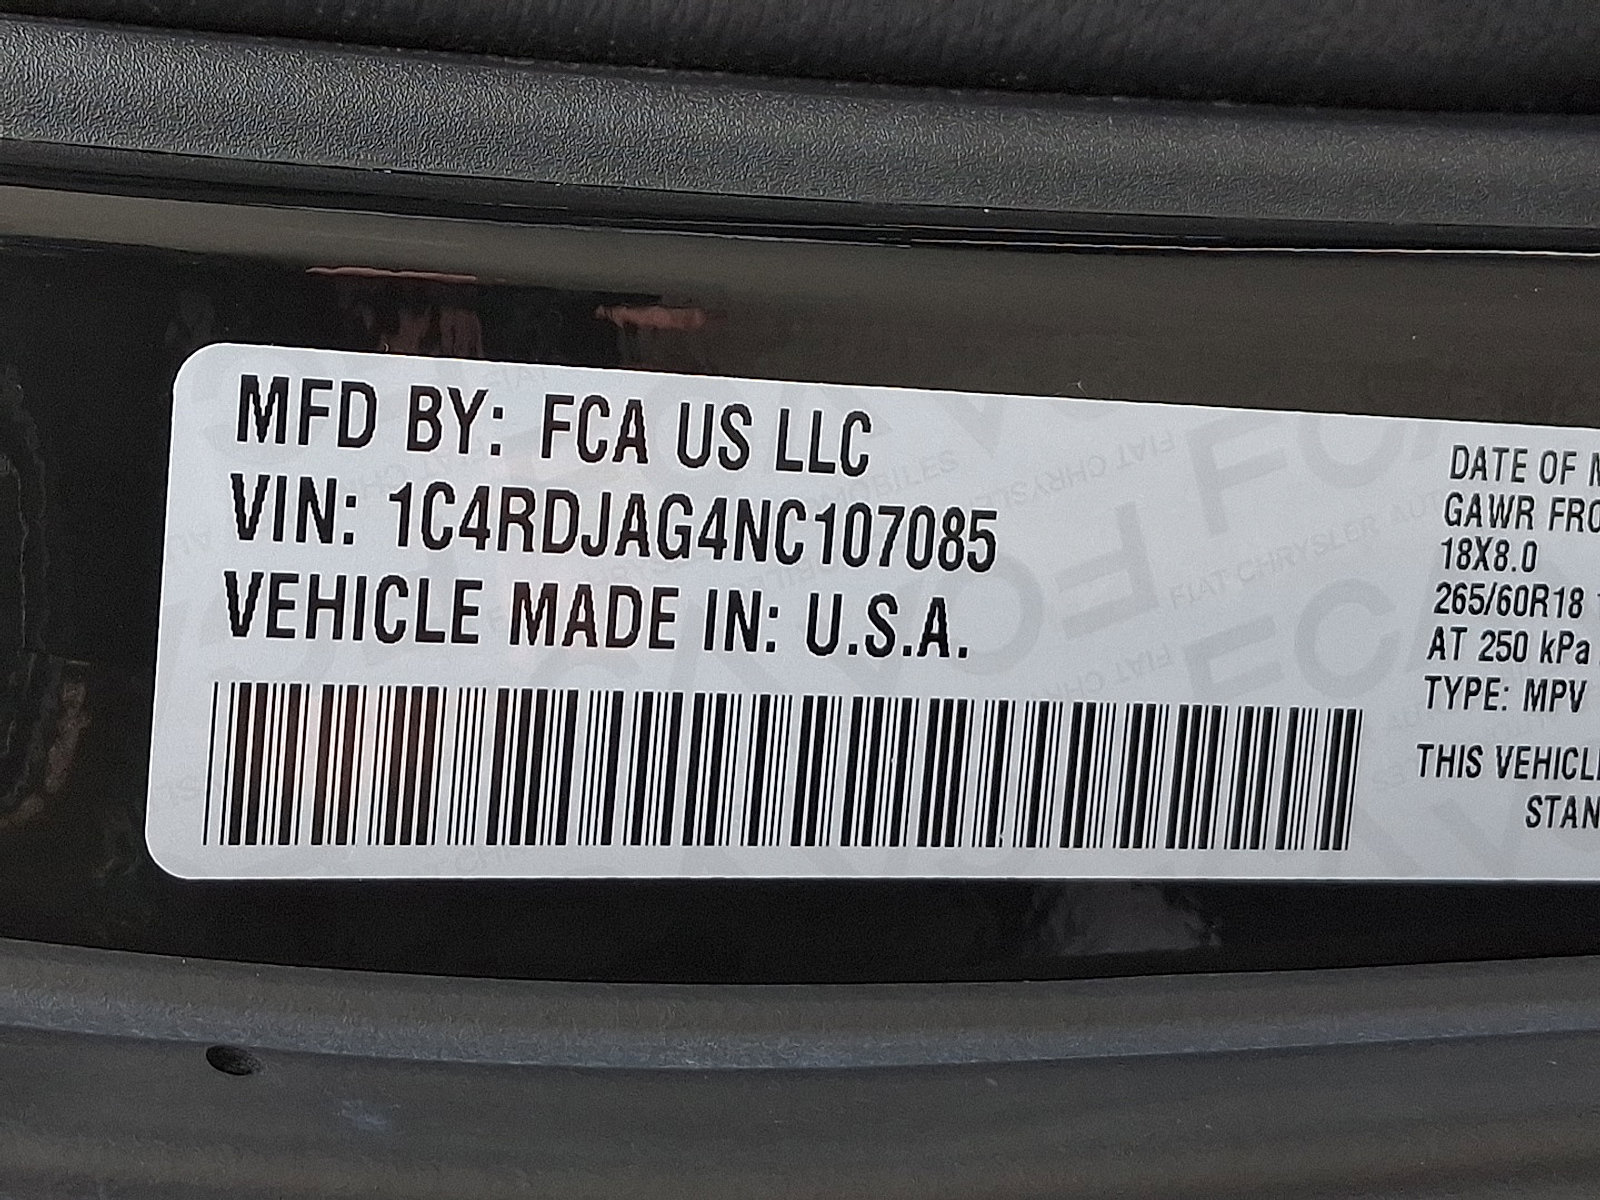 MFD BY: FCA US LLC
VIN: 1C4RDJAG4NC107085
VEHICLE MADE IN: U.S.A.
DATE OF M
GAWR FRO
18X8.0
265/60R18
AT 250 kPa
TYPE: MPV
THIS VEHICL
STAN